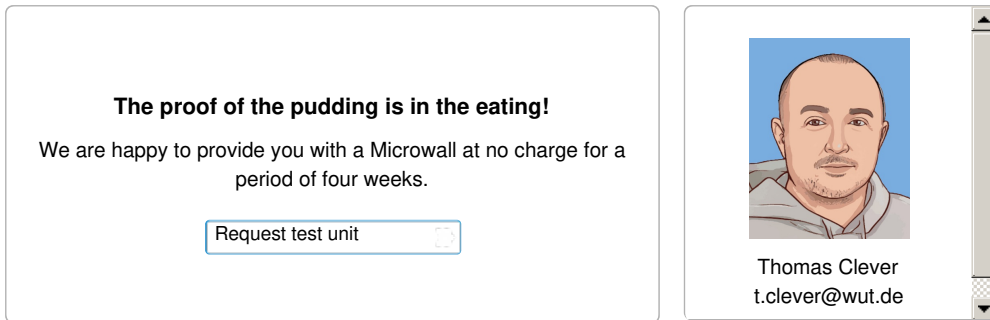 The proof of the pudding is in the eating!
We are happy to provide you with a Microwall at no charge for a
period of four weeks.
Request test unit
Thomas Clever
t.clever@wut.de